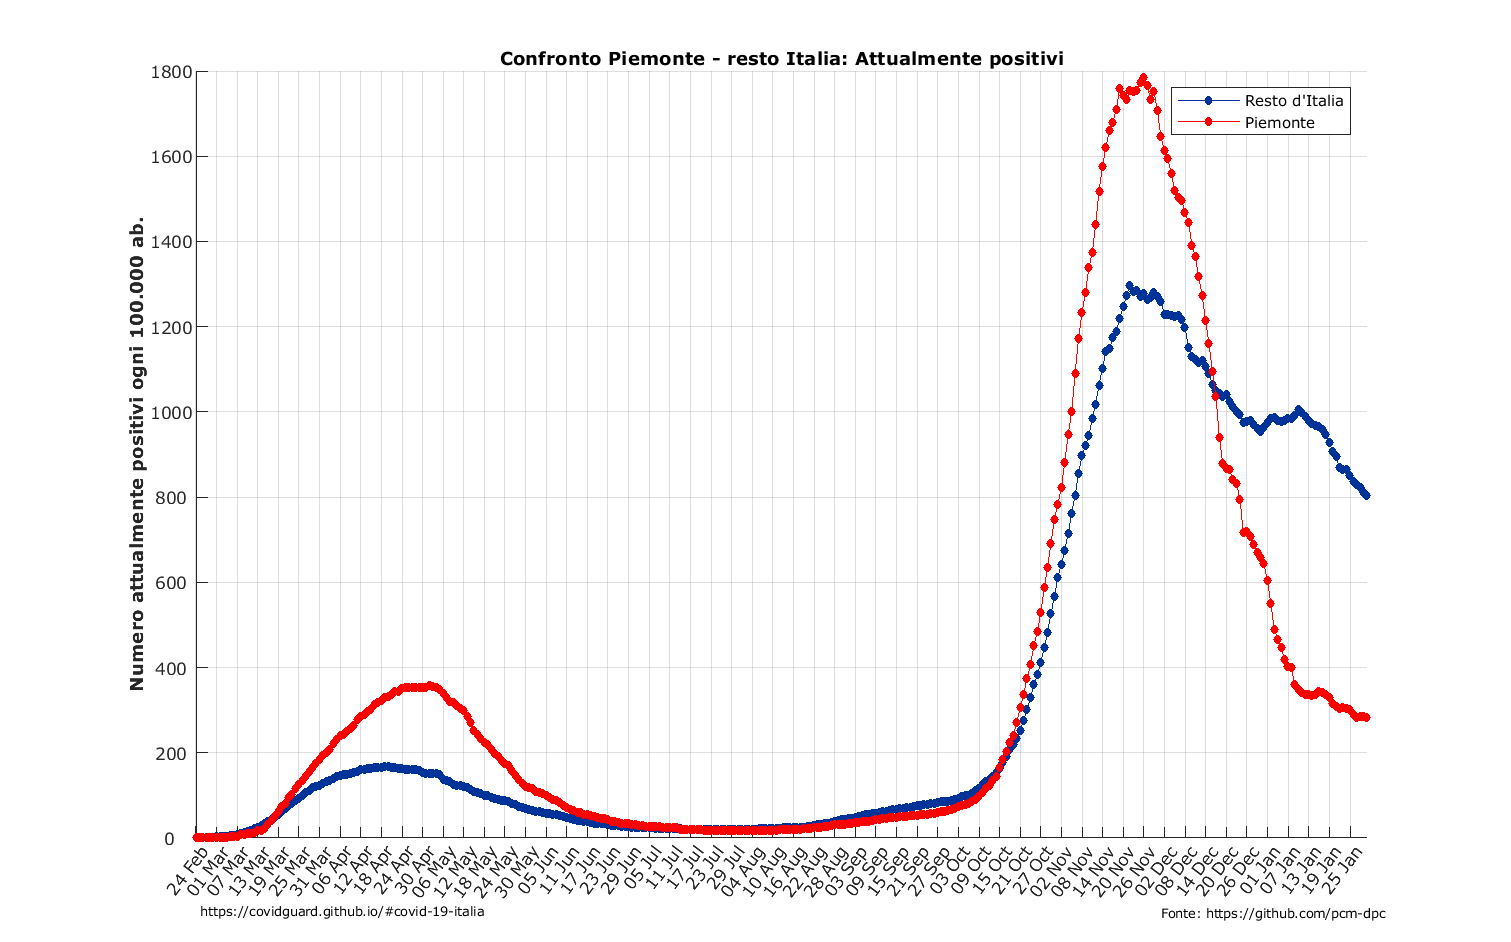 Confronto Piemonte - resto Italia: Attualmente positivi
Numero attualmente positivi ogni 100.000 ab.
1800
1600
1400
1200
1000
800
600
400
200
0
Resto d'Italia
Piemonte
24 Feb
01 Mar
07 Mar
13 Mar
19 Mar
25 Mar
31 Mar
06 Apr
12 Apr
18 Apr
24 Apr
30 Apr
06 May
12 May
18 May
24 May
30 May
05 Jun
11 Jun
17 Jun
23 Jun
29 Jun
05 Jul
11 Jul
17 Jul
23 Jul
29 Jul
04 Aug
10 Aug
16 Aug
22 Aug
28 Aug
03 Sep
09 Sep
15 Sep
21 Sep
27 Sep
03 Oct
09 Oct
15 Oct
21 Oct
27 Oct
02 Nov
08 Nov
14 Nov
20 Nov
26 Nov
02 Dec
08 Dec
14 Dec
20 Dec
26 Dec
01 Jan
07 Jan
13 Jan
19 Jan
25 Jan
https://covidguard.github.io/#covid-19-italia
Fonte: https://github.com/pcm-dpc